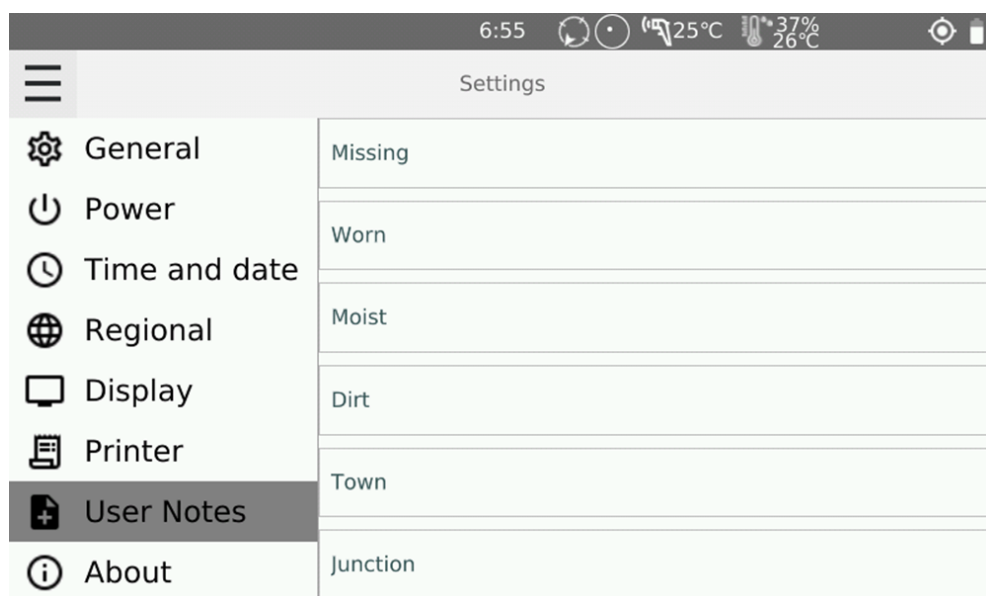 6:55 25°C 37%
26°C
Settings
General
Power
Time and date
Regional
Display
Printer
User Notes
About
Missing
Worn
Moist
Dirt
Town
Junction